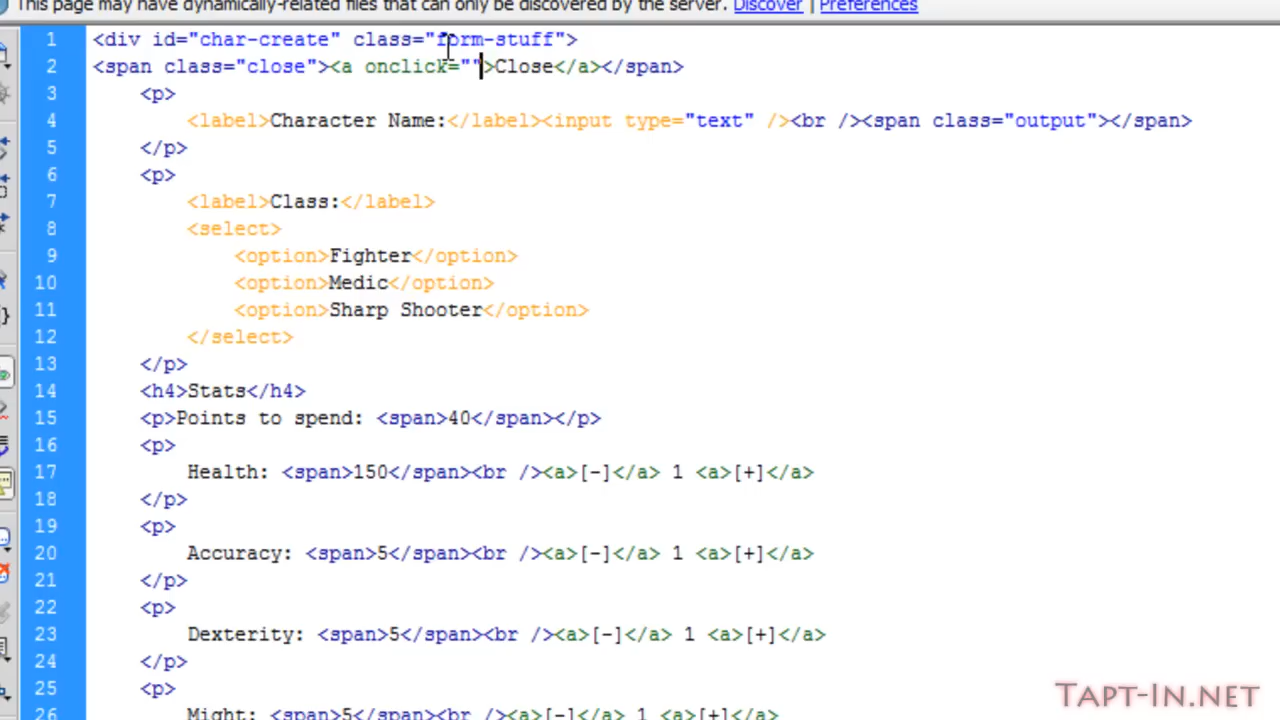 This page may have dynamically-related files that can only be discovered by the server. Discover | Preferences
1 <div id="char-create" class="form-stuff">
2 <span class="close"><a onclick="">Close</a></span>
3 <p>
4 <label>Character Name:</label><input type="text" /><br /><span class="output"></span>
5 </p>
6 <p>
7 <label>Class:</label>
8 <select>
9 <option>Fighter</option>
10 <option>Medic</option>
11 <option>Sharp Shooter</option>
12 </select>
13 </p>
14 <h4>Stats</h4>
15 <p>Points to spend: <span>40</span></p>
16 <p>
17 Health: <span>150</span><br /><a>[-]</a> 1 <a>[+]</a>
18 </p>
19 <p>
20 Accuracy: <span>5</span><br /><a>[-]</a> 1 <a>[+]</a>
21 </p>
22 <p>
23 Dexterity: <span>5</span><br /><a>[-]</a> 1 <a>[+]</a>
24 </p>
25 <p>
26 Might: <span>5</span><br /><a>[-]</a> 1 <a>[+]</a>
TAPT-IN.NET